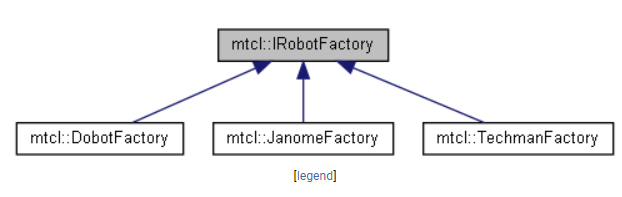 mtcl::IRobotFactory
mtcl::DobotFactory mtcl::JanomeFactory mtcl::TechmanFactory
[legend]